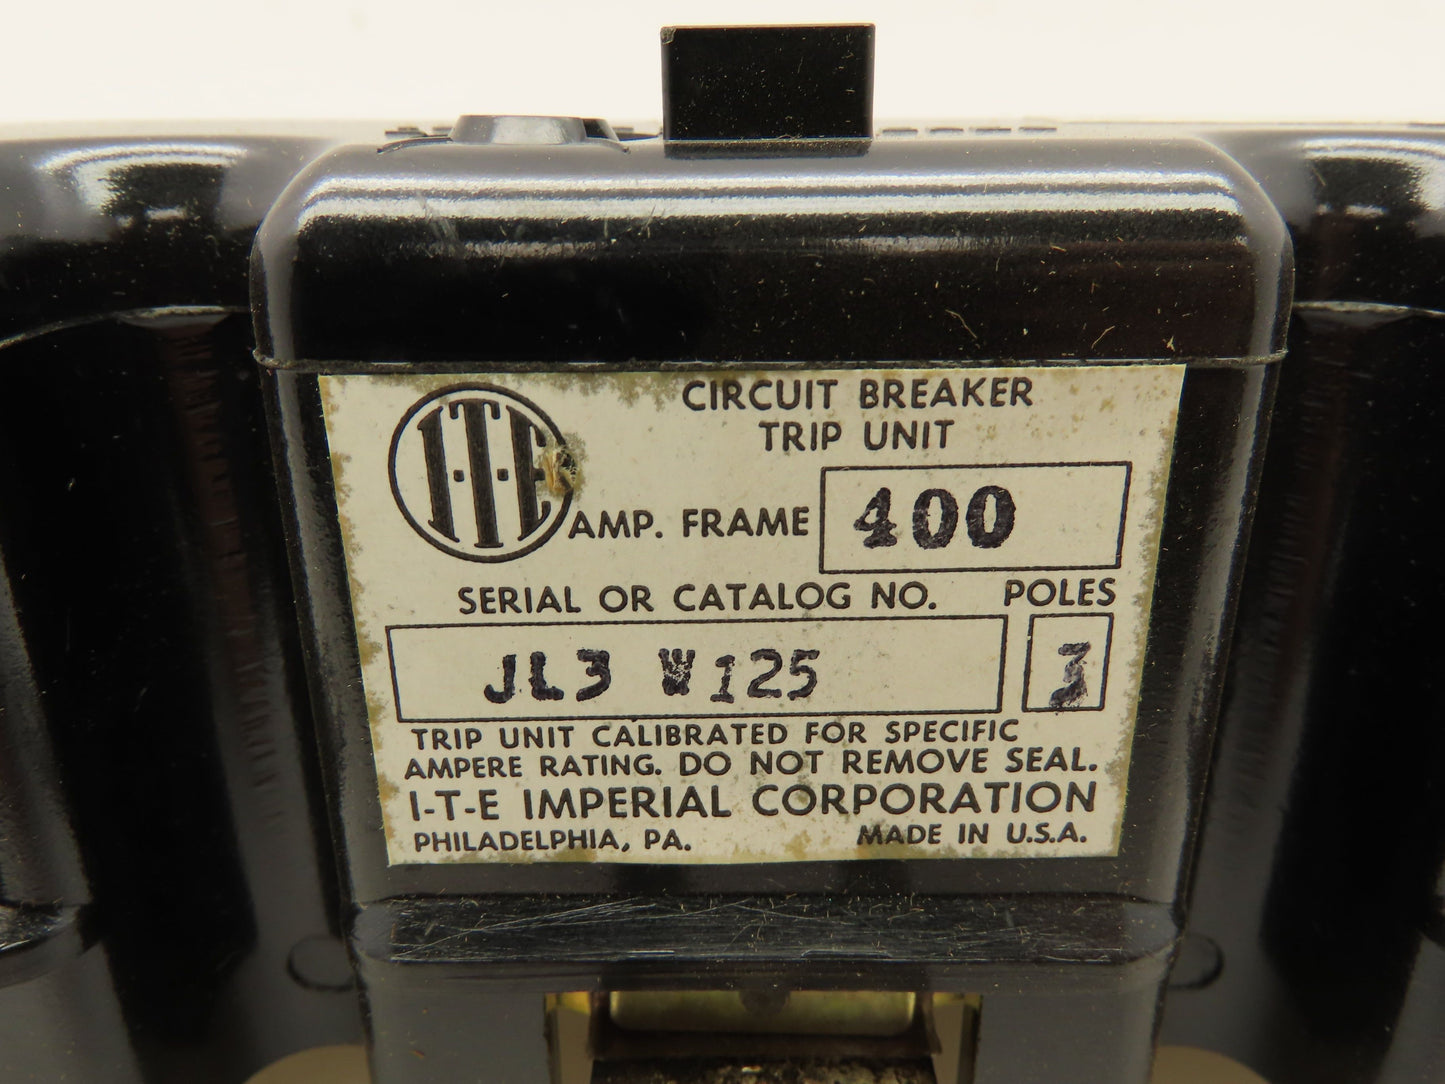 I-T-E
CIRCUIT BREAKER
TRIP UNIT
AMP. FRAME 400
SERIAL OR CATALOG NO. POLES
JL3 W125 3
TRIP UNIT CALIBRATED FOR SPECIFIC
AMPERE RATING. DO NOT REMOVE SEAL.
I-T-E IMPERIAL CORPORATION
PHILADELPHIA, PA. MADE IN U.S.A.